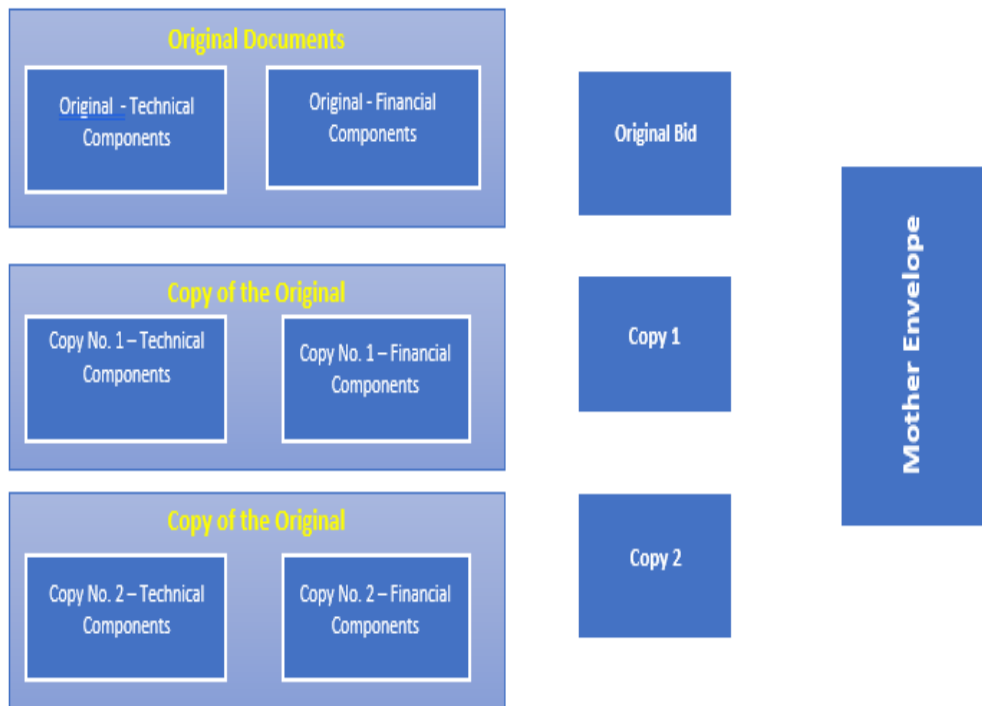 Original Documents
Original - Technical
Components
Original - Financial
Components
Original Bid
Copy of the Original
Copy No. 1 – Technical
Components
Copy No. 1 – Financial
Components
Copy 1
Copy of the Original
Copy No. 2 – Technical
Components
Copy No. 2 – Financial
Components
Copy 2
Mother Envelope